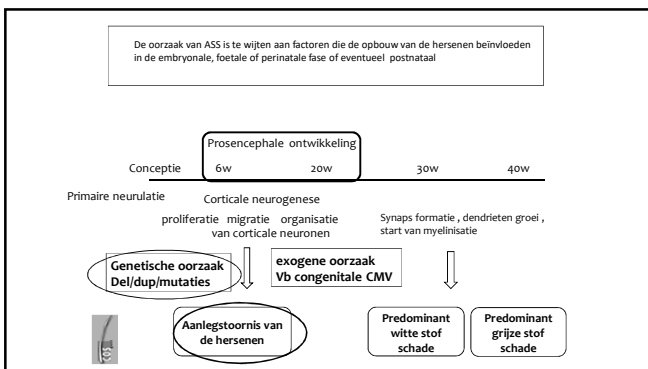 De oorzaak van ASS is te wijten aan factoren die de opbouw van de hersenen beïnvloeden
in de embryonale, foetale of perinatale fase of eventueel postnataal
Prosencephale ontwikkeling
Conceptie 6w 20w 30w 40w
Primaire neurulatie
Corticale neurogenese
proliferatie migratie organisatie
van corticale neuronen
Synaps formatie , dendrieten groei ,
start van myelinisatie
Genetische oorzaak
Del/dup/mutaties
exogene oorzaak
Vb congenitale CMV
Aanlegstoornis van
de hersenen
Predominant
witte stof
schade
Predominant
grijze stof
schade
COS